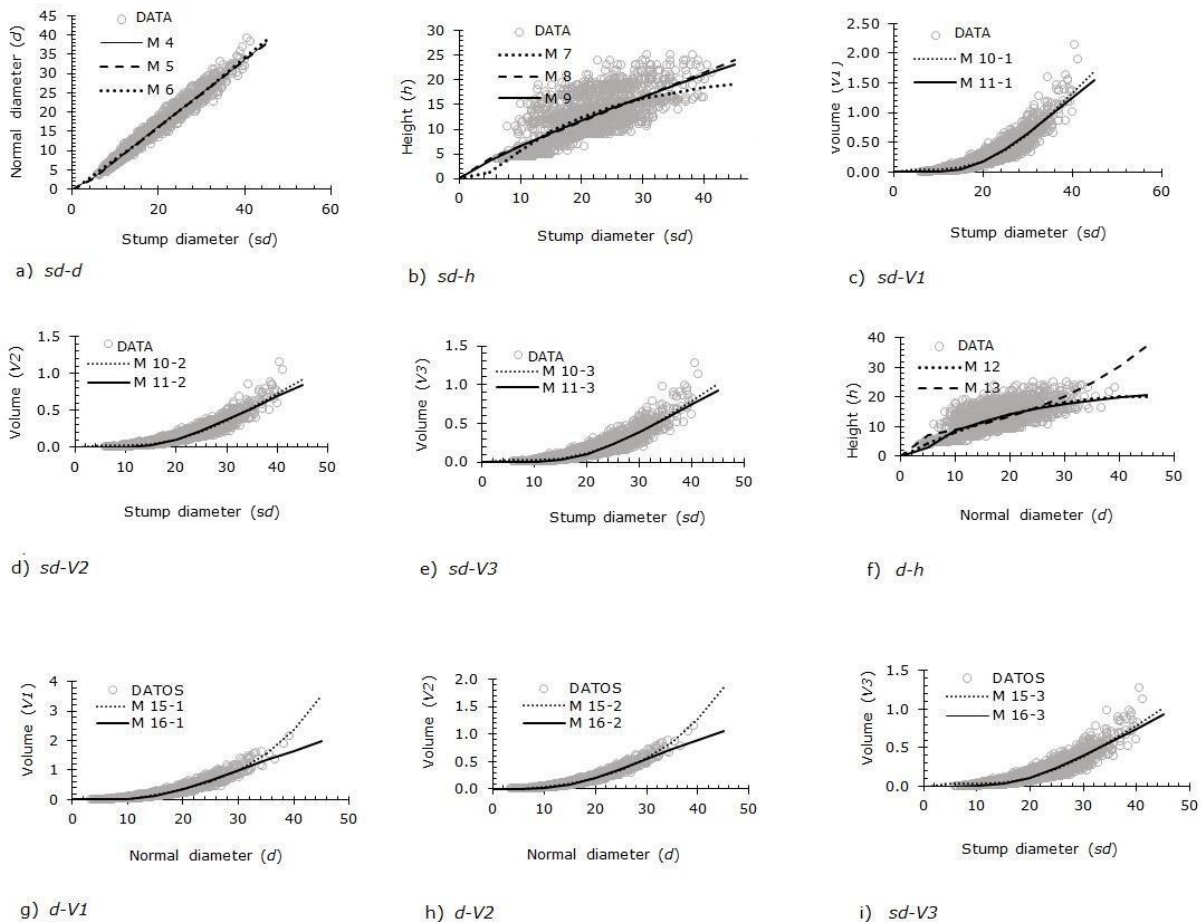 Normal diameter (d)
45
40
35
30
25
20
15
10
5
0
DATA
M 4
M 5
M 6
0 20 40 60
Stump diameter (sd)
a) sd-d
Height (h)
30
25
20
15
10
5
0
DATA
M 7
M 8
M 9
0 10 20 30 40
Stump diameter (sd)
b) sd-h
Volume (V1)
2.50
2.00
1.50
1.00
0.50
0.00
DATA
M 10-1
M 11-1
0 20 40 60
Stump diameter (sd)
c) sd-V1
Volume (V2)
1.5
1.0
0.5
0.0
DATA
M 10-2
M 11-2
0 10 20 30 40 50
Stump diameter (sd)
d) sd-V2
Volume (V3)
1.5
1.0
0.5
0.0
DATA
M 10-3
M 11-3
0 10 20 30 40 50
Stump diameter (sd)
e) sd-V3
Height (h)
40
30
20
10
0
DATA
M 12
M 13
0 10 20 30 40 50
Normal diameter (d)
f) d-h
Volume (V1)
4
3
2
1
0
DATOS
M 15-1
M 16-1
0 10 20 30 40 50
Normal diameter (d)
g) d-V1
Volume (V2)
2.0
1.5
1.0
0.5
0.0
DATOS
M 15-2
M 16-2
0 10 20 30 40 50
Normal diameter (d)
h) d-V2
Volume (V3)
1.5
1.0
0.5
0.0
DATOS
M 15-3
M 16-3
0 10 20 30 40 50
Stump diameter (sd)
i) sd-V3